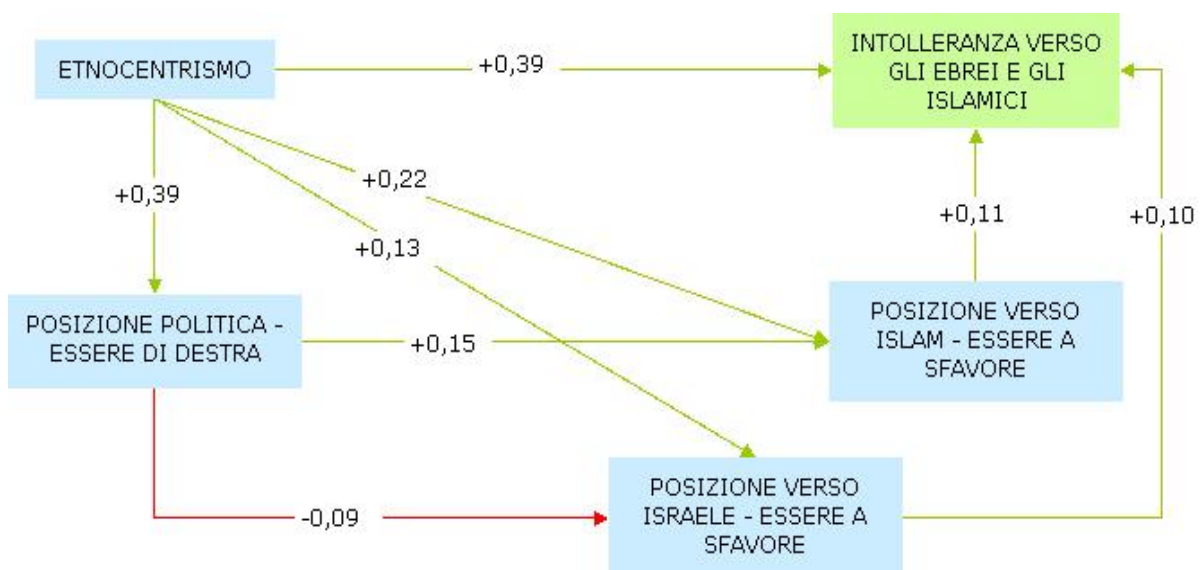 ETNOCENTRISMO
+0,39
INTOLLERANZA VERSO
GLI EBREI E GLI
ISLAMICI
+0,39
+0,22
+0,13
+0,11
+0,10
POSIZIONE POLITICA -
ESSERE DI DESTRA
+0,15
POSIZIONE VERSO
ISLAM - ESSERE A
SFAVORE
-0,09
POSIZIONE VERSO
ISRAELE - ESSERE A
SFAVORE